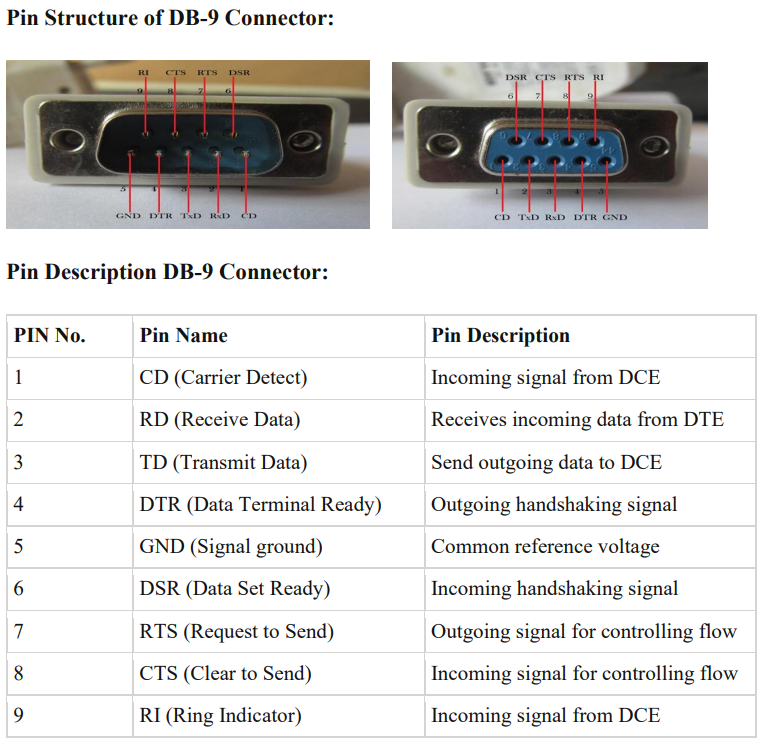 Pin Structure of DB-9 Connector:
RI CTS RTS DSR
9 8 7 6
5 4 3 2 1
GND DTR TxD RxD CD
DSR CTS RTS RI
6 7 8 9
1 2 3 4 5
CD TxD RxD DTR GND
Pin Description DB-9 Connector:
PIN No. Pin Name Pin Description
1 CD (Carrier Detect) Incoming signal from DCE
2 RD (Receive Data) Receives incoming data from DTE
3 TD (Transmit Data) Send outgoing data to DCE
4 DTR (Data Terminal Ready) Outgoing handshaking signal
5 GND (Signal ground) Common reference voltage
6 DSR (Data Set Ready) Incoming handshaking signal
7 RTS (Request to Send) Outgoing signal for controlling flow
8 CTS (Clear to Send) Incoming signal for controlling flow
9 RI (Ring Indicator) Incoming signal from DCE